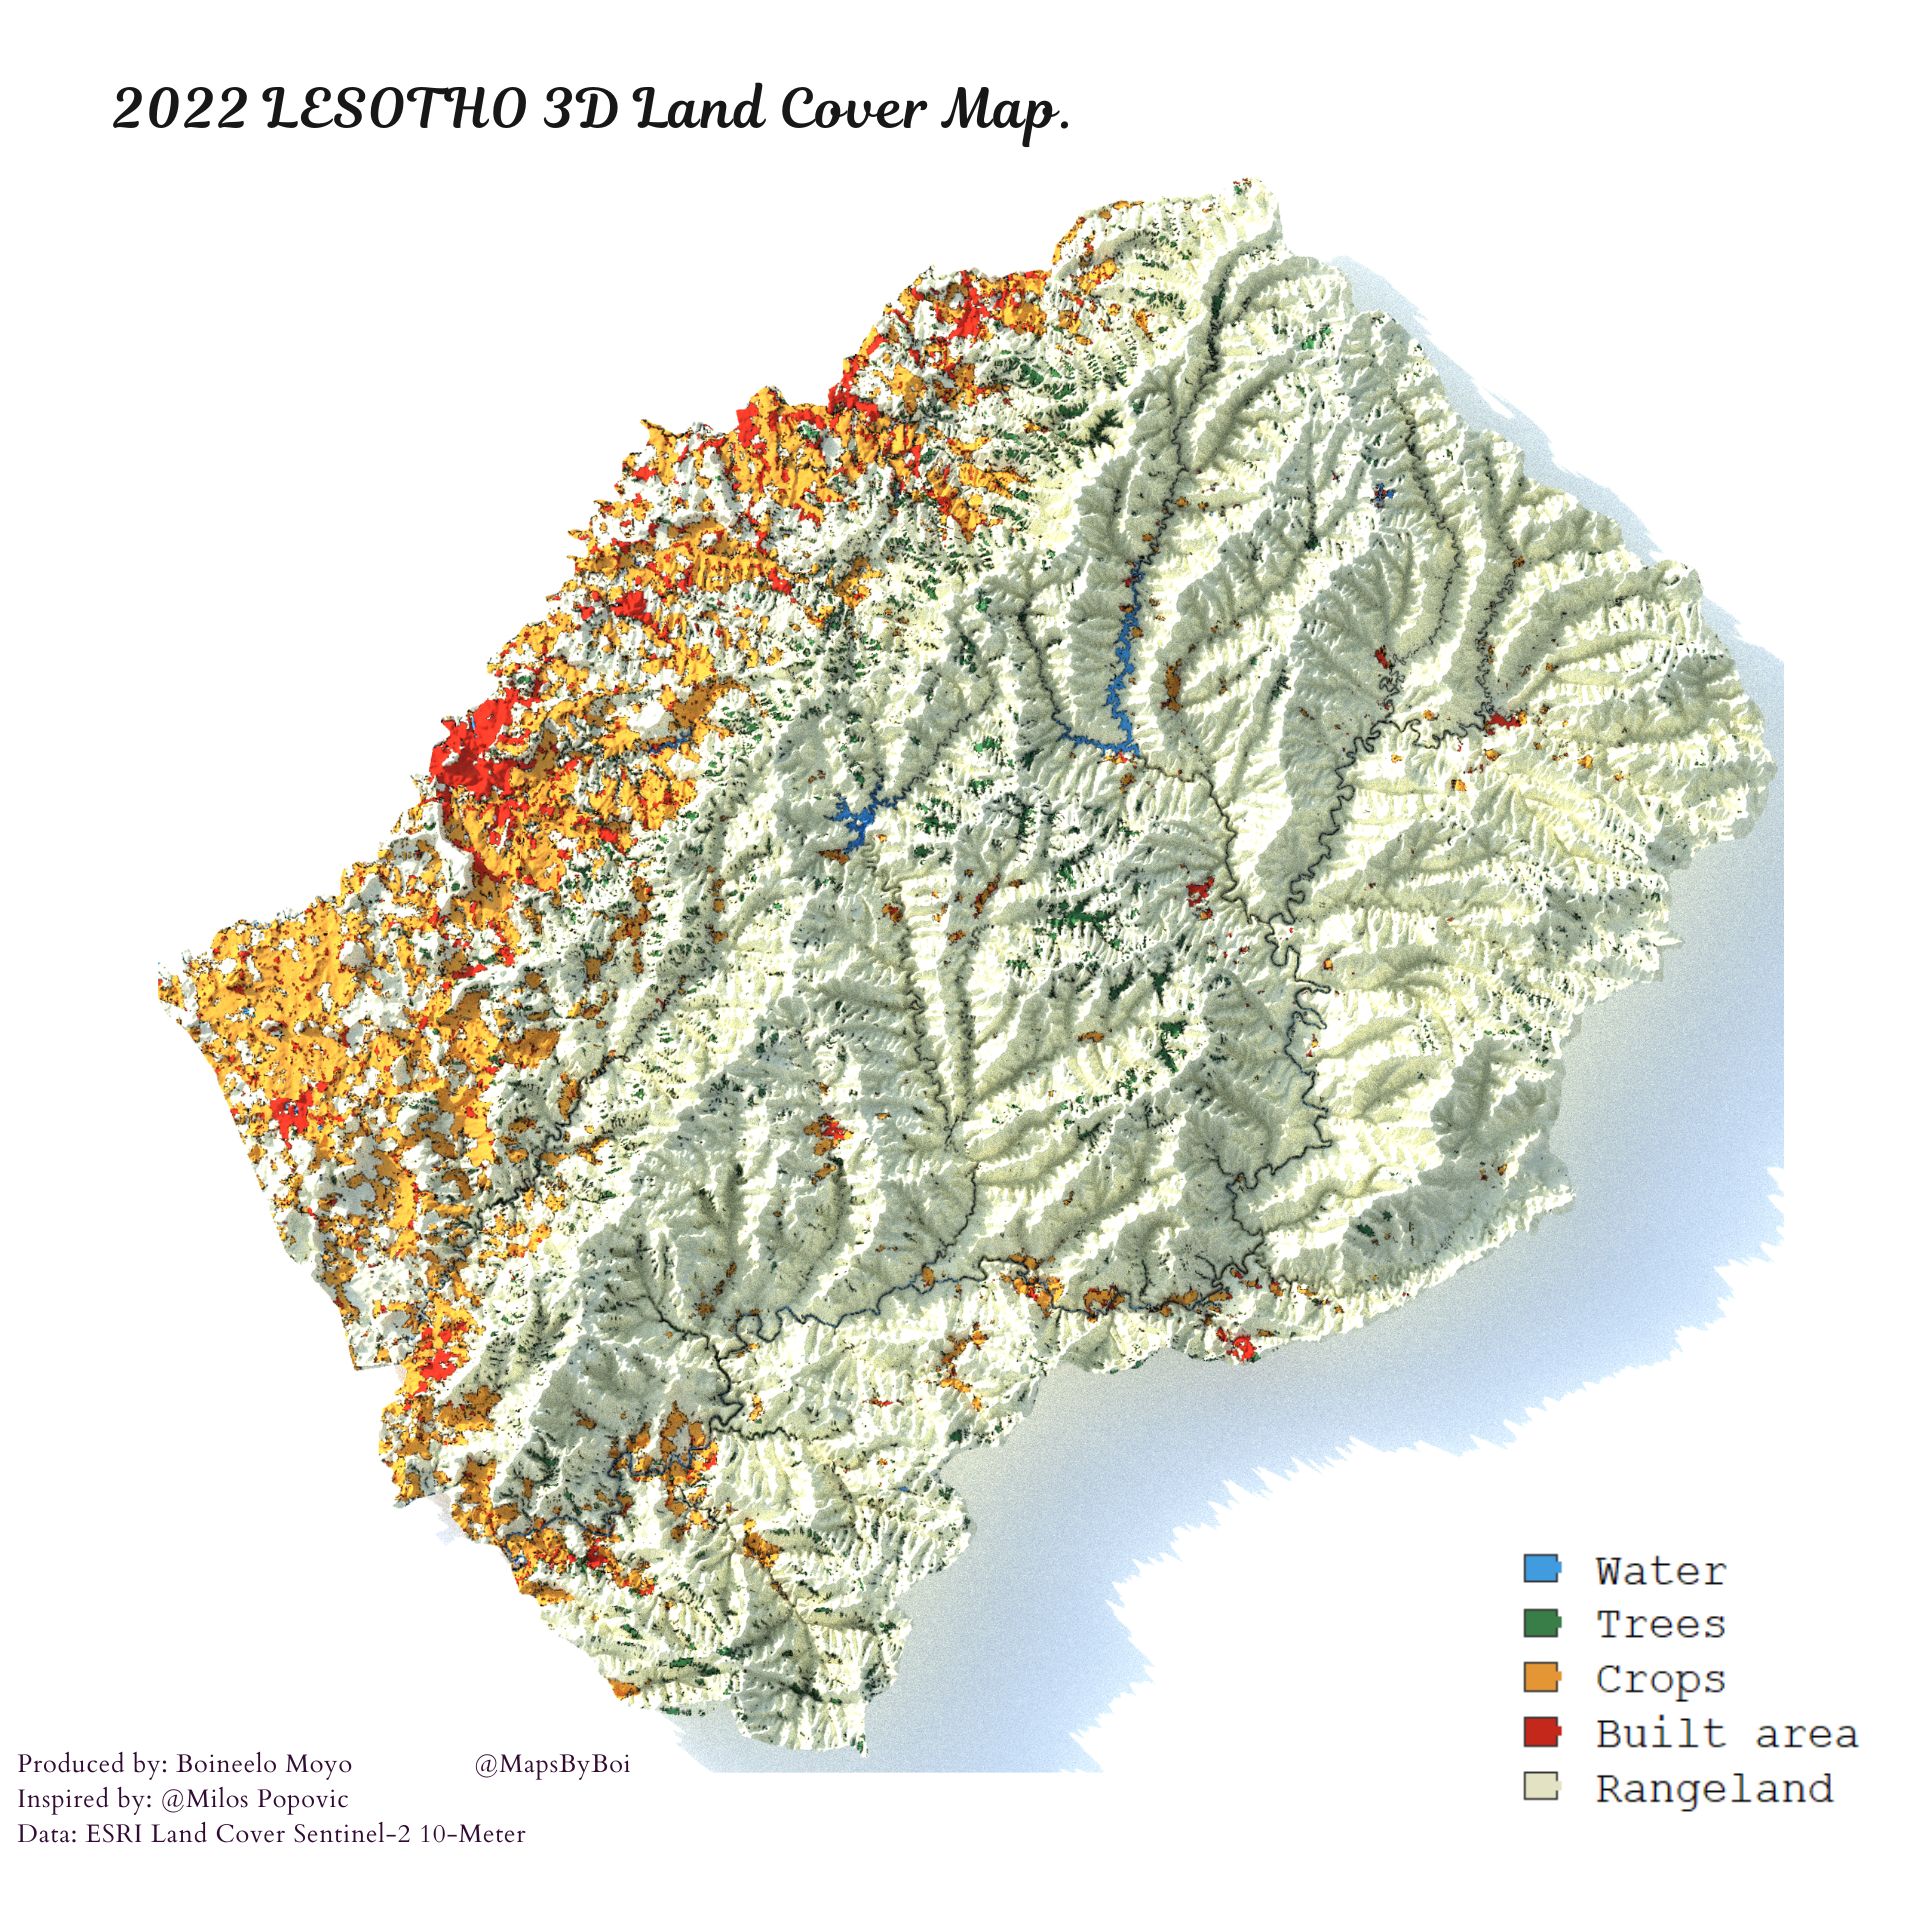 2022 LESOTHO 3D Land Cover Map.
Water
Trees
Crops
Built area
Rangeland
Produced by: Boineelo Moyo @MapsByBoi
Inspired by: @Milos Popovic
Data: ESRI Land Cover Sentinel-2 10-Meter